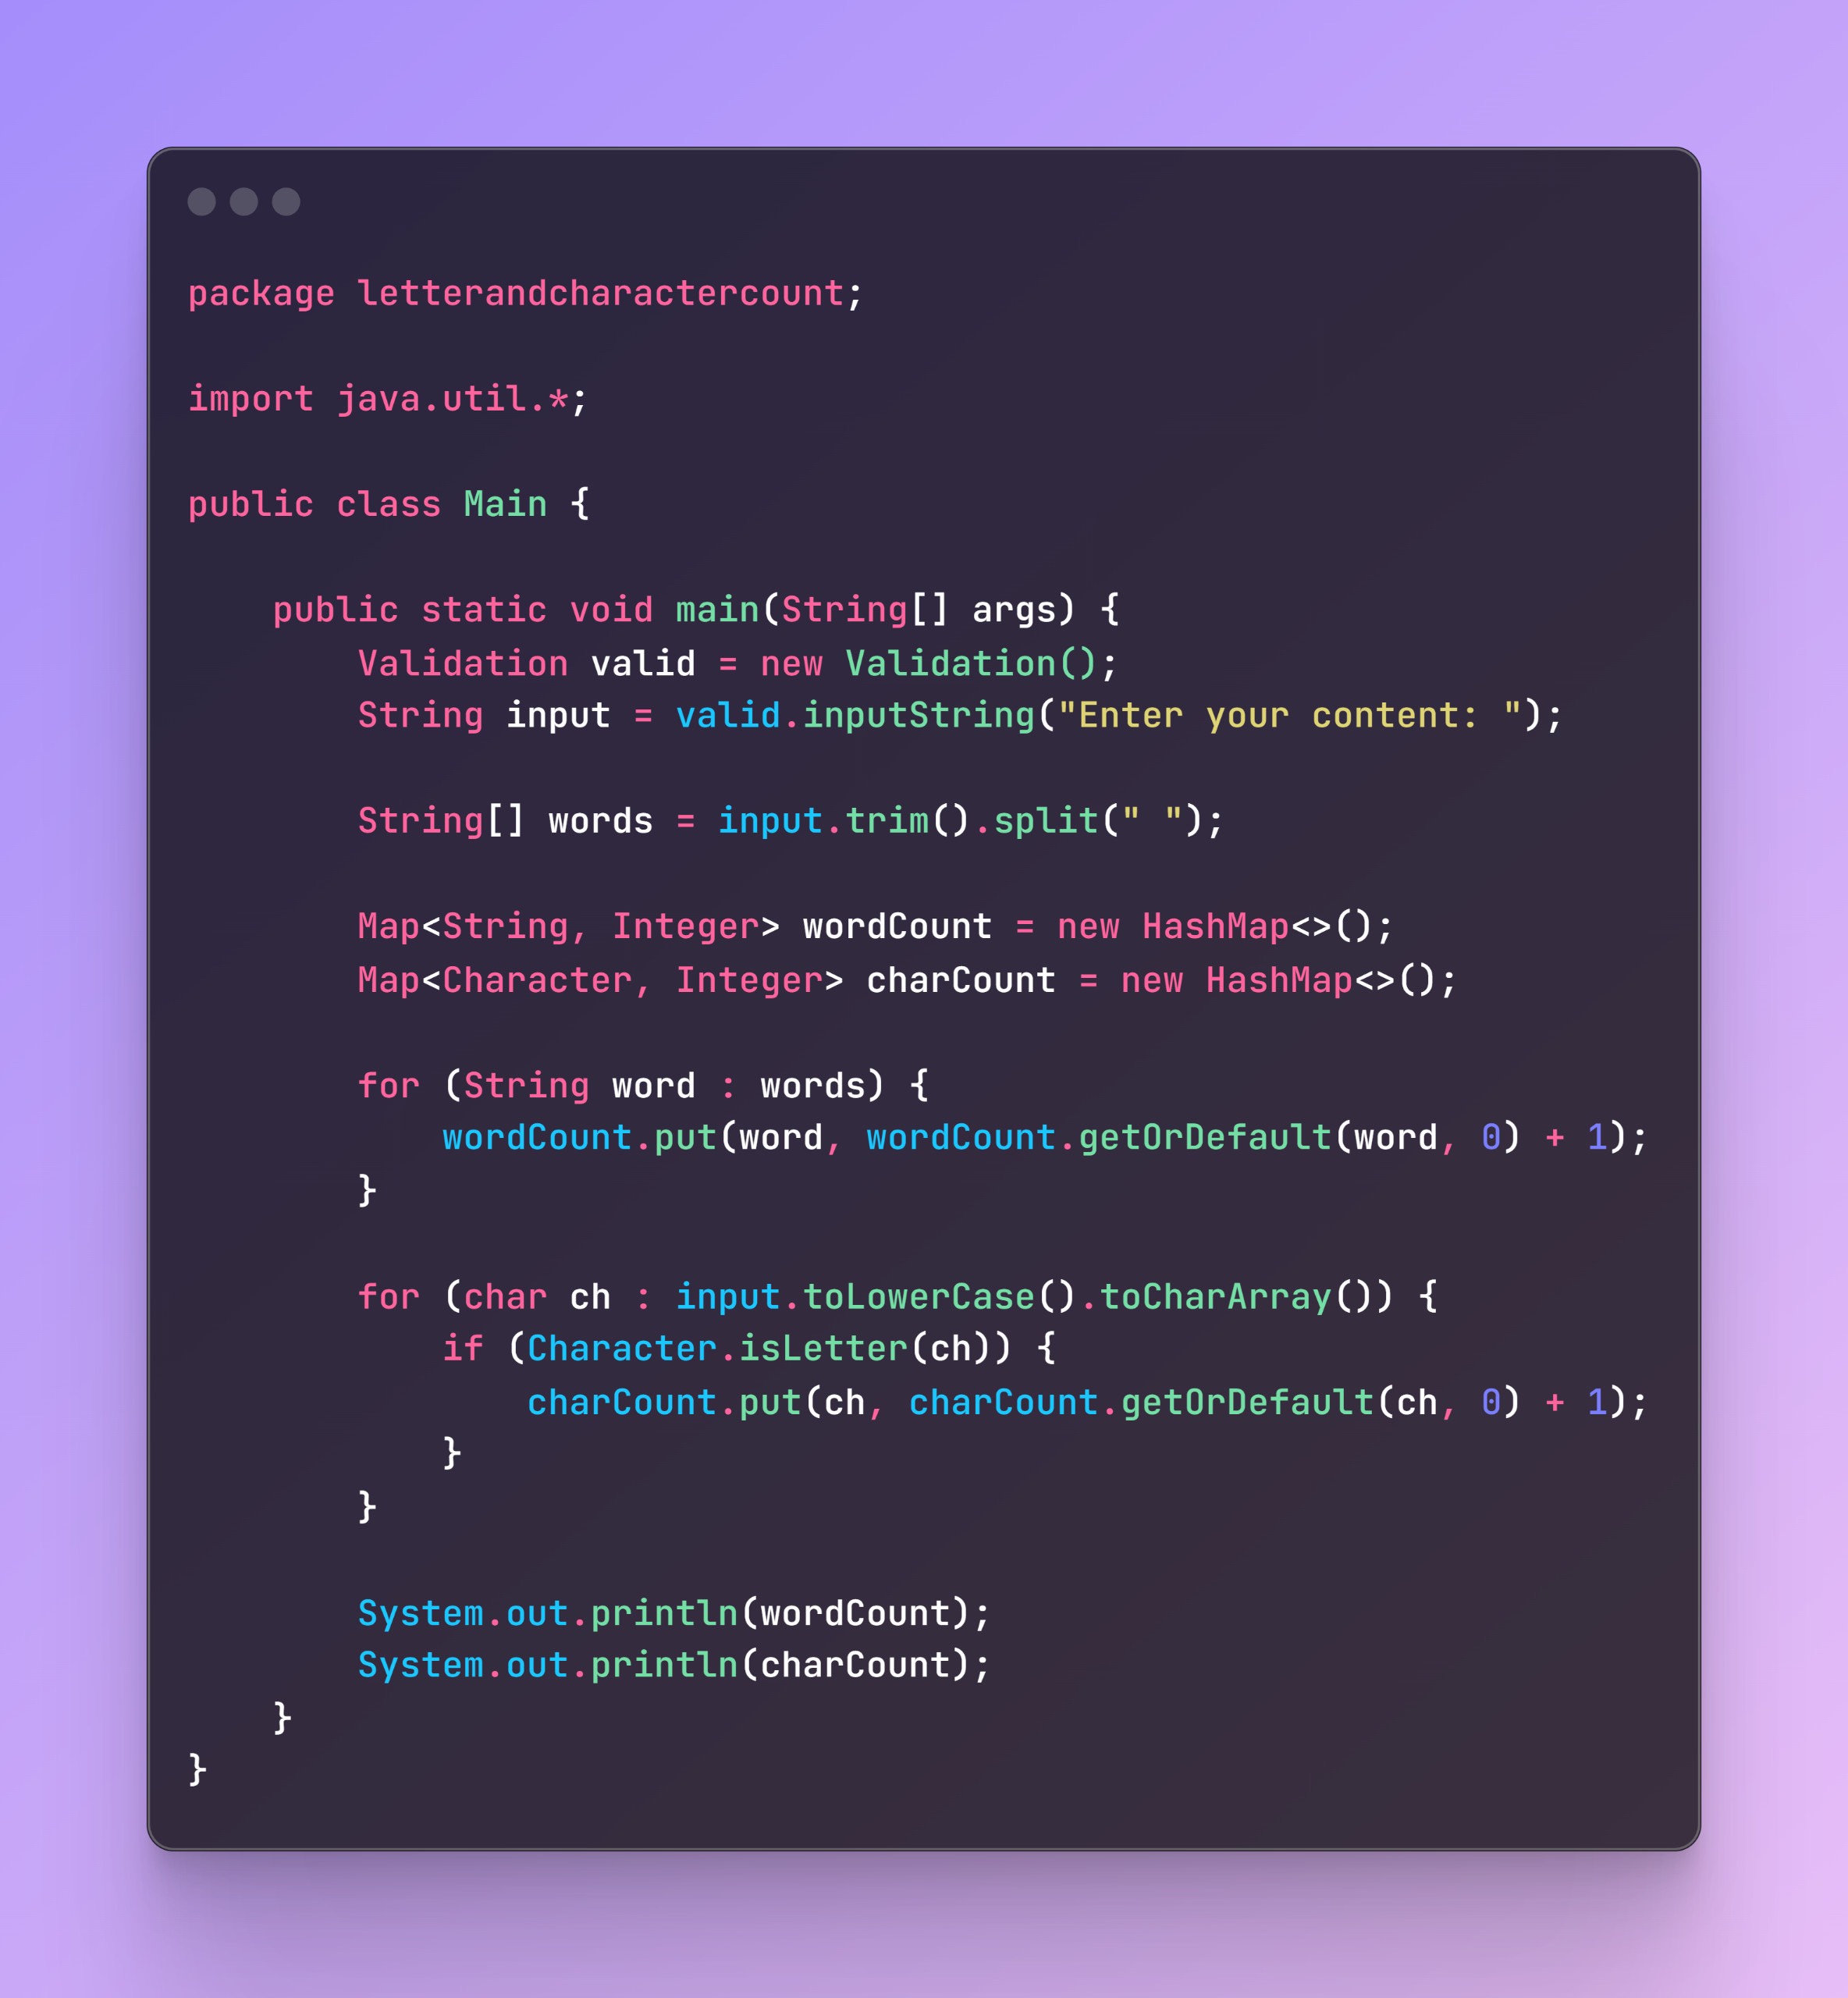 package letterandcharactercount;
import java.util.*;
public class Main {
    public static void main(String[] args) {
        Validation valid = new Validation();
        String input = valid.inputString("Enter your content: ");
        String[] words = input.trim().split(" ");
        Map<String, Integer> wordCount = new HashMap<>();
        Map<Character, Integer> charCount = new HashMap<>();
        for (String word : words) {
            wordCount.put(word, wordCount.getOrDefault(word, 0) + 1);
        }
        for (char ch : input.toLowerCase().toCharArray()) {
            if (Character.isLetter(ch)) {
                charCount.put(ch, charCount.getOrDefault(ch, 0) + 1);
            }
        }
        System.out.println(wordCount);
        System.out.println(charCount);
    }
}